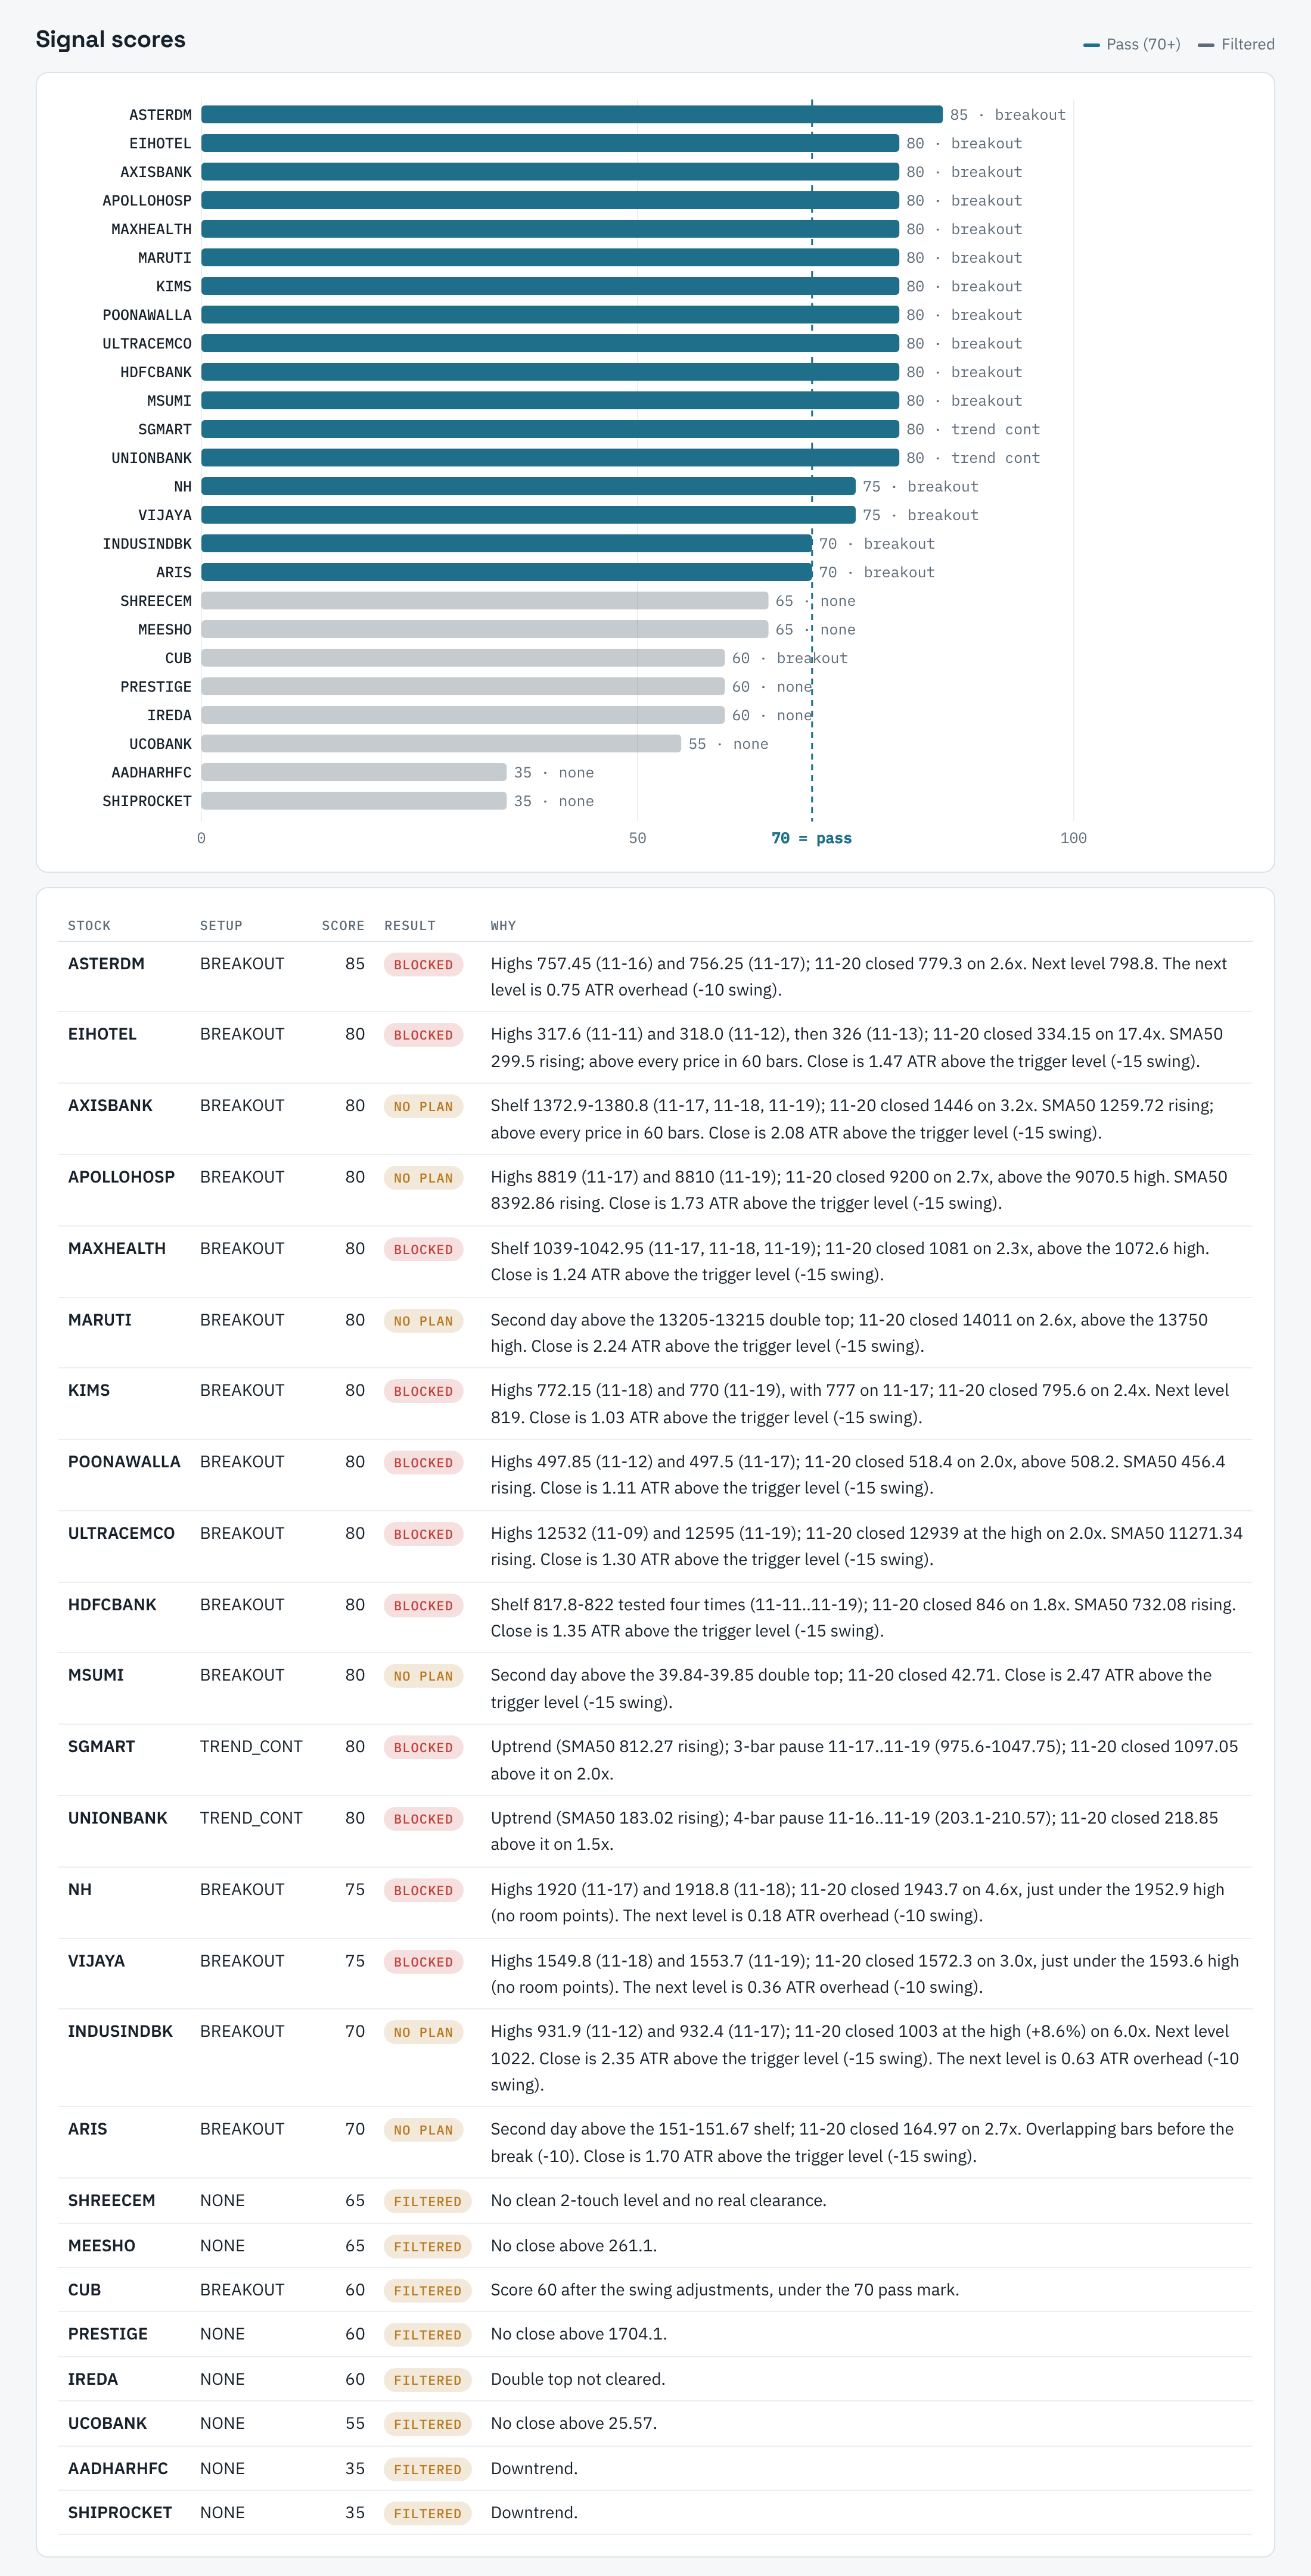 Signal scores
Pass (70+)
Filtered
ASTERDM 85 · breakout
EIHOTEL 80 · breakout
AXISBANK 80 · breakout
APOLLOHOSP 80 · breakout
MAXHEALTH 80 · breakout
MARUTI 80 · breakout
KIMS 80 · breakout
POONAWALLA 80 · breakout
ULTRACEMCO 80 · breakout
HDFCBANK 80 · breakout
MSUMI 80 · breakout
SGMART 80 · trend cont
UNIONBANK 80 · trend cont
NH 75 · breakout
VIJAYA 75 · breakout
INDUSINDBK 70 · breakout
ARIS 70 · breakout
SHREECEM 65 · none
MEESHO 65 · none
CUB 60 · breakout
PRESTIGE 60 · none
IREDA 60 · none
UCOBANK 55 · none
AADHARHFC 35 · none
SHIPROCKET 35 · none
0 50 70 = pass 100
STOCK SETUP SCORE RESULT WHY
ASTERDM BREAKOUT 85 BLOCKED Highs 757.45 (11-16) and 756.25 (11-17); 11-20 closed 779.3 on 2.6x. Next level 798.8. The next
level is 0.75 ATR overhead (-10 swing).
EIHOTEL BREAKOUT 80 BLOCKED Highs 317.6 (11-11) and 318.0 (11-12), then 326 (11-13); 11-20 closed 334.15 on 17.4x. SMA50
299.5 rising; above every price in 60 bars. Close is 1.47 ATR above the trigger level (-15 swing).
AXISBANK BREAKOUT 80 NO PLAN Shelf 1372.9-1380.8 (11-17, 11-18, 11-19); 11-20 closed 1446 on 3.2x. SMA50 1259.72 rising;
above every price in 60 bars. Close is 2.08 ATR above the trigger level (-15 swing).
APOLLOHOSP BREAKOUT 80 NO PLAN Highs 8819 (11-17) and 8810 (11-19); 11-20 closed 9200 on 2.7x, above the 9070.5 high. SMA50
8392.86 rising. Close is 1.73 ATR above the trigger level (-15 swing).
MAXHEALTH BREAKOUT 80 BLOCKED Shelf 1039-1042.95 (11-17, 11-18, 11-19); 11-20 closed 1081 on 2.3x, above the 1072.6 high.
Close is 1.24 ATR above the trigger level (-15 swing).
MARUTI BREAKOUT 80 NO PLAN Second day above the 13205-13215 double top; 11-20 closed 14011 on 2.6x, above the 13750
high. Close is 2.24 ATR above the trigger level (-15 swing).
KIMS BREAKOUT 80 BLOCKED Highs 772.15 (11-18) and 770 (11-19), with 777 on 11-17; 11-20 closed 795.6 on 2.4x. Next level
819. Close is 1.03 ATR above the trigger level (-15 swing).
POONAWALLA BREAKOUT 80 BLOCKED Highs 497.85 (11-12) and 497.5 (11-17); 11-20 closed 518.4 on 2.0x, above 508.2. SMA50 456.4
rising. Close is 1.11 ATR above the trigger level (-15 swing).
ULTRACEMCO BREAKOUT 80 BLOCKED Highs 12532 (11-09) and 12595 (11-19); 11-20 closed 12939 at the high on 2.0x. SMA50 11271.34
rising. Close is 1.30 ATR above the trigger level (-15 swing).
HDFCBANK BREAKOUT 80 BLOCKED Shelf 817.8-822 tested four times (11-11..11-19); 11-20 closed 846 on 1.8x. SMA50 732.08 rising.
Close is 1.35 ATR above the trigger level (-15 swing).
MSUMI BREAKOUT 80 NO PLAN Second day above the 39.84-39.85 double top; 11-20 closed 42.71. Close is 2.47 ATR above the
trigger level (-15 swing).
SGMART TREND_CONT 80 BLOCKED Uptrend (SMA50 812.27 rising); 3-bar pause 11-17..11-19 (975.6-1047.75); 11-20 closed 1097.05
above it on 2.0x.
UNIONBANK TREND_CONT 80 BLOCKED Uptrend (SMA50 183.02 rising); 4-bar pause 11-16..11-19 (203.1-210.57); 11-20 closed 218.85
above it on 1.5x.
NH BREAKOUT 75 BLOCKED Highs 1920 (11-17) and 1918.8 (11-18); 11-20 closed 1943.7 on 4.6x, just under the 1952.9 high
(no room points). The next level is 0.18 ATR overhead (-10 swing).
VIJAYA BREAKOUT 75 BLOCKED Highs 1549.8 (11-18) and 1553.7 (11-19); 11-20 closed 1572.3 on 3.0x, just under the 1593.6 high
(no room points). The next level is 0.36 ATR overhead (-10 swing).
INDUSINDBK BREAKOUT 70 NO PLAN Highs 931.9 (11-12) and 932.4 (11-17); 11-20 closed 1003 at the high (+8.6%) on 6.0x. Next level
1022. Close is 2.35 ATR above the trigger level (-15 swing). The next level is 0.63 ATR overhead (-10
swing).
ARIS BREAKOUT 70 NO PLAN Second day above the 151-151.67 shelf; 11-20 closed 164.97 on 2.7x. Overlapping bars before the
break (-10). Close is 1.70 ATR above the trigger level (-15 swing).
SHREECEM NONE 65 FILTERED No clean 2-touch level and no real clearance.
MEESHO NONE 65 FILTERED No close above 261.1.
CUB BREAKOUT 60 FILTERED Score 60 after the swing adjustments, under the 70 pass mark.
PRESTIGE NONE 60 FILTERED No close above 1704.1.
IREDA NONE 60 FILTERED Double top not cleared.
UCOBANK NONE 55 FILTERED No close above 25.57.
AADHARHFC NONE 35 FILTERED Downtrend.
SHIPROCKET NONE 35 FILTERED Downtrend.